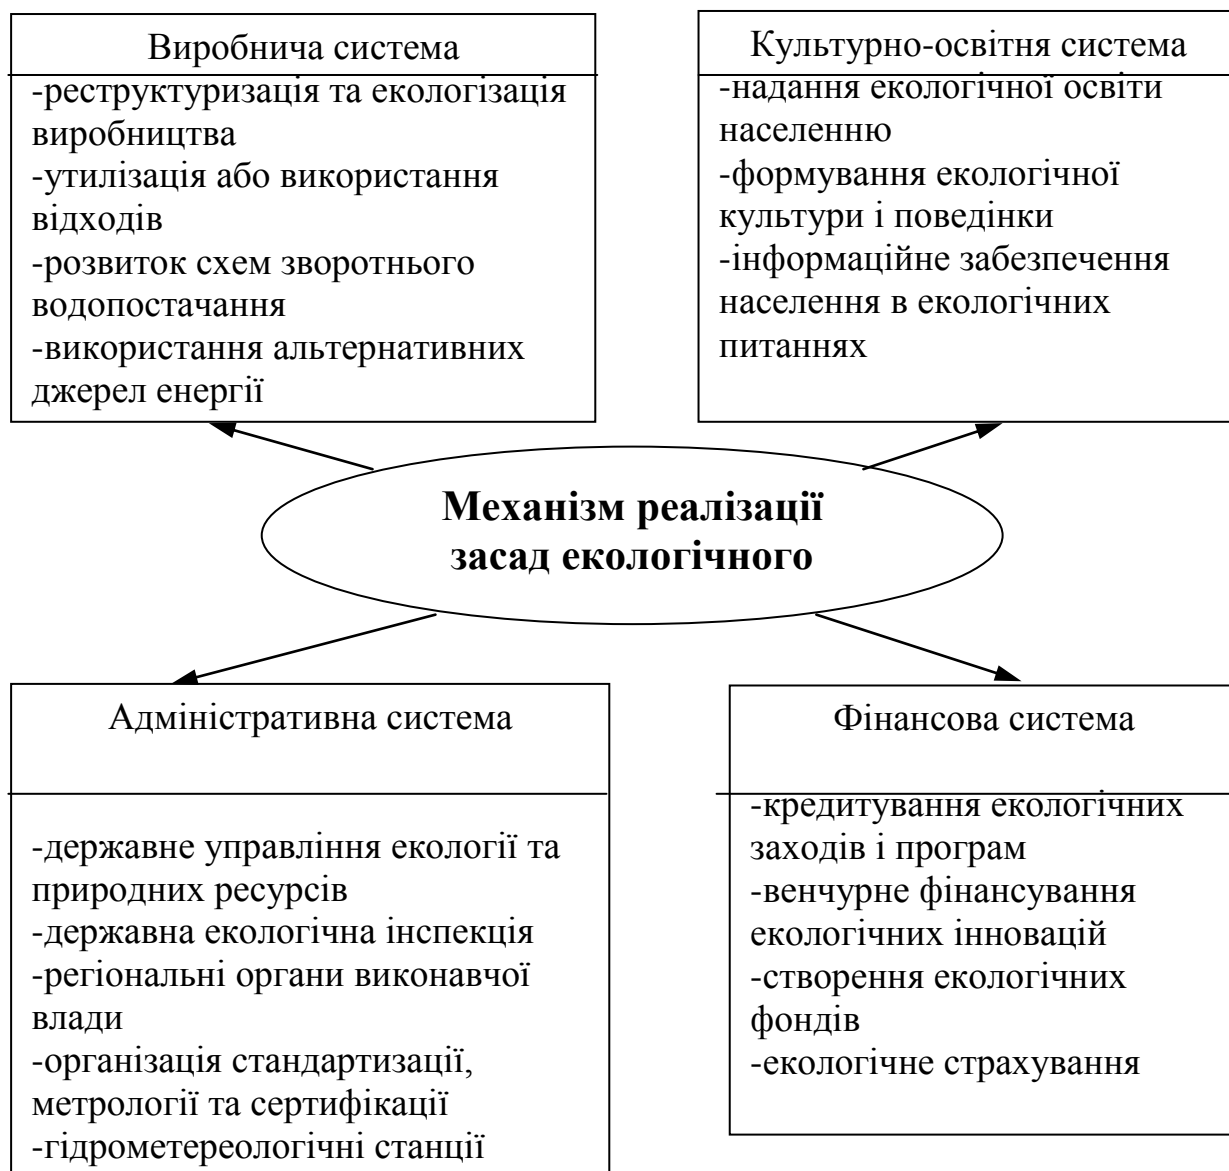 Виробнича система
-реструктуризація та екологізація
виробництва
-утилізація або використання
відходів
-розвиток схем зворотнього
водопостачання
-використання альтернативних
джерел енергії
Культурно-освітня система
-надання екологічної освіти
населенню
-формування екологічної
культури і поведінки
-інформаційне забезпечення
населення в екологічних
питаннях
Механізм реалізації
засад екологічного
Адміністративна система
-державне управління екології та
природних ресурсів
-державна екологічна інспекція
-регіональні органи виконавчої
влади
-організація стандартизації,
метрології та сертифікації
-гідрометереологічні станції
Фінансова система
-кредитування екологічних
заходів і програм
-венчурне фінансування
екологічних інновацій
-створення екологічних
фондів
-екологічне страхування